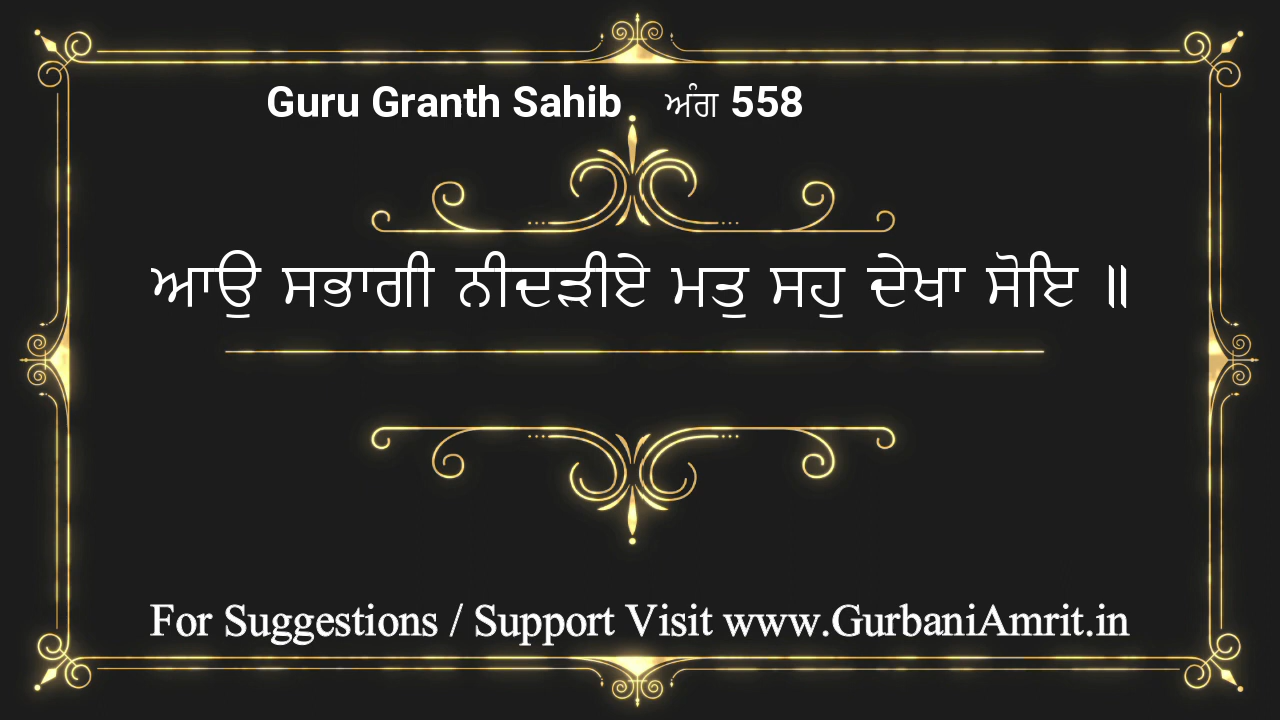 Guru Granth Sahib ਅੰਗ 558
ਆਉ ਸਭਾਗੀ ਨੀਦੜੀਏ ਮਤੁ ਸਹੁ ਦੇਖਾ ਸੋਇ ॥
For Suggestions / Support Visit www.GurbaniAmrit.in